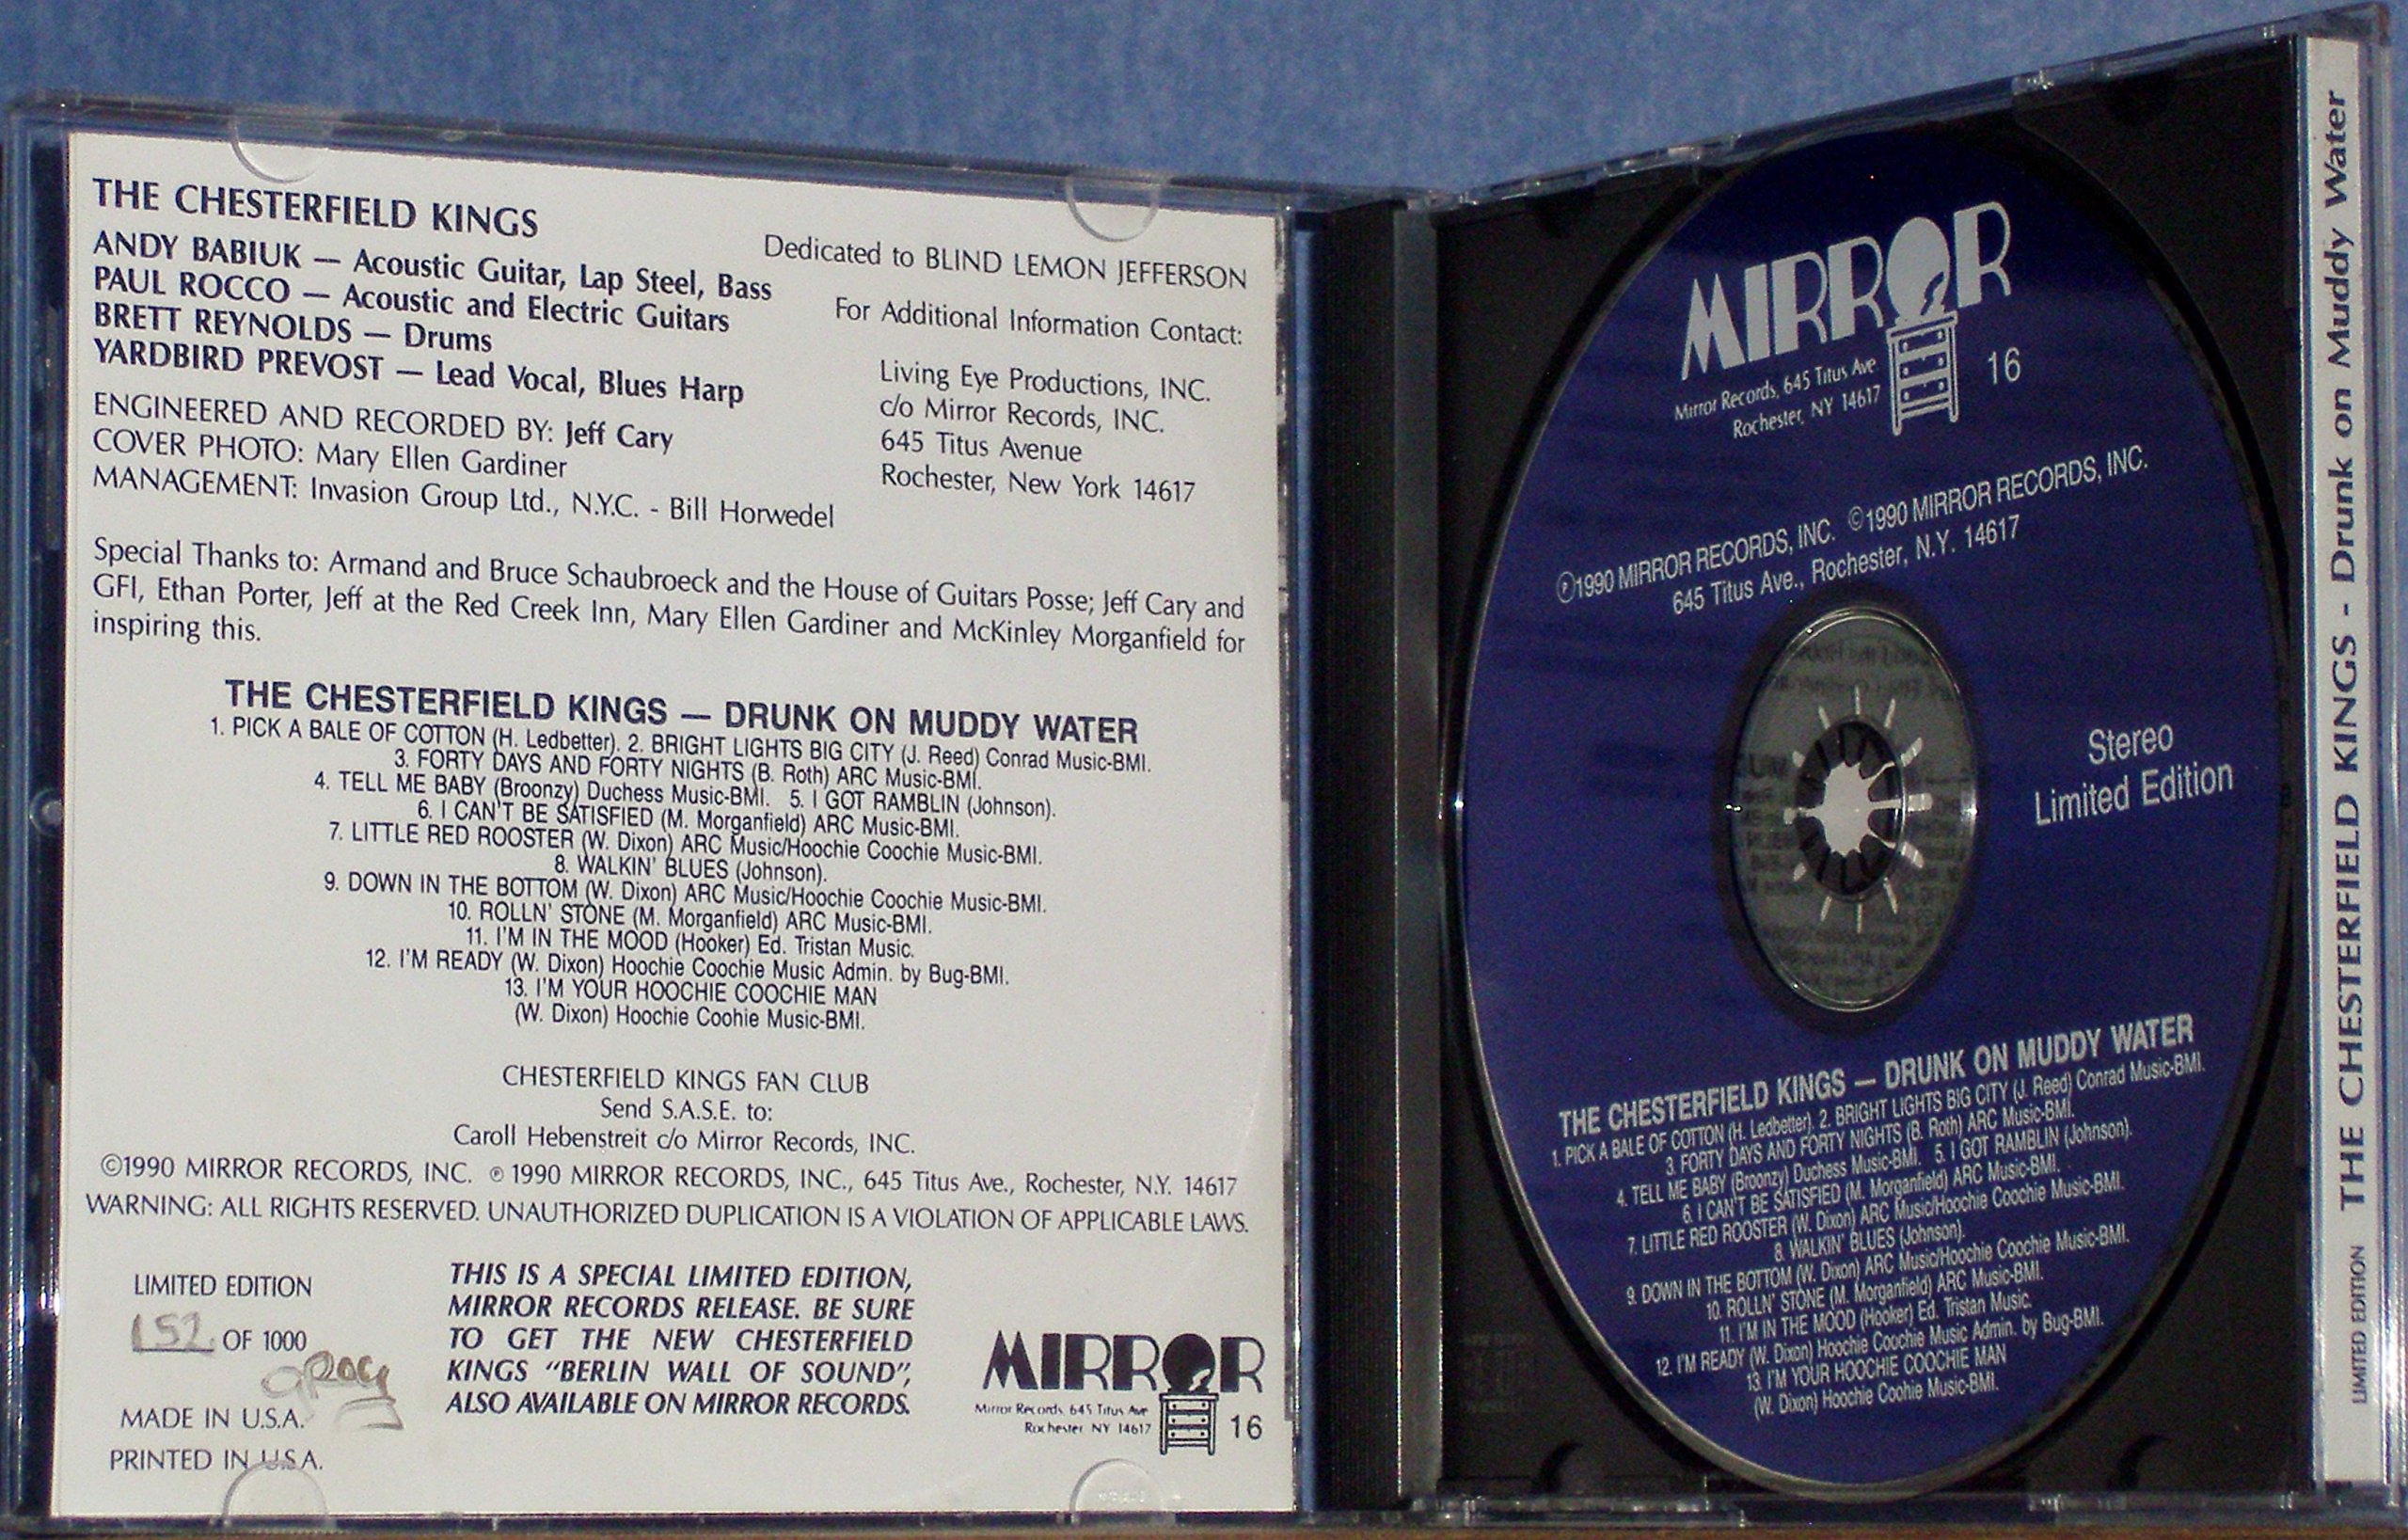 THE CHESTERFIELD KINGS
ANDY BABIUK — Acoustic Guitar, Lap Steel, Bass
PAUL ROCCO — Acoustic and Electric Guitars
BRETT REYNOLDS — Drums
YARDBIRD PREVOST — Lead Vocal, Blues Harp
ENGINEERED AND RECORDED BY: Jeff Cary
COVER PHOTO: Mary Ellen Gardiner
MANAGEMENT: Invasion Group Ltd., N.Y.C. - Bill Horwedel
Dedicated to BLIND LEMON JEFFERSON
For Additional Information Contact:
Living Eye Productions, INC.
c/o Mirror Records, INC.
645 Titus Avenue
Rochester, New York 14617
Special Thanks to: Armand and Bruce Schaubroeck and the House of Guitars Posse; Jeff Cary and
GFI, Ethan Porter, Jeff at the Red Creek Inn, Mary Ellen Gardiner and McKinley Morganfield for
inspiring this.
THE CHESTERFIELD KINGS — DRUNK ON MUDDY WATER
1. PICK A BALE OF COTTON (H. Ledbetter). 2. BRIGHT LIGHTS BIG CITY (J. Reed) Conrad Music-BMI.
3. FORTY DAYS AND FORTY NIGHTS (B. Roth) ARC Music-BMI.
4. TELL ME BABY (Broonzy) Duchess Music-BMI. 5. I GOT RAMBLIN (Johnson).
6. I CAN'T BE SATISFIED (M. Morganfield) ARC Music-BMI.
7. LITTLE RED ROOSTER (W. Dixon) ARC Music/Hoochie Coochie Music-BMI.
8. WALKIN' BLUES (Johnson).
9. DOWN IN THE BOTTOM (W. Dixon) ARC Music/Hoochie Coochie Music-BMI.
10. ROLLN' STONE (M. Morganfield) ARC Music-BMI.
11. I'M IN THE MOOD (Hooker) Ed. Tristan Music.
12. I'M READY (W. Dixon) Hoochie Coochie Music Admin. by Bug-BMI.
13. I'M YOUR HOOCHIE COOCHIE MAN
(W. Dixon) Hoochie Coohie Music-BMI.
CHESTERFIELD KINGS FAN CLUB
Send S.A.S.E. to:
Caroll Hebenstreit c/o Mirror Records, INC.
©1990 MIRROR RECORDS, INC. ℗1990 MIRROR RECORDS, INC., 645 Titus Ave., Rochester, N.Y. 14617
WARNING: ALL RIGHTS RESERVED. UNAUTHORIZED DUPLICATION IS A VIOLATION OF APPLICABLE LAWS.
LIMITED EDITION
152 OF 1000
MADE IN U.S.A.
PRINTED IN U.S.A.
THIS IS A SPECIAL LIMITED EDITION,
MIRROR RECORDS RELEASE. BE SURE
TO GET THE NEW CHESTERFIELD
KINGS "BERLIN WALL OF SOUND",
ALSO AVAILABLE ON MIRROR RECORDS.
MIRROR
Mirror Records 645 Titus Ave
Rochester NY 14617
16
MIRROR
Mirror Records, 645 Titus Ave
Rochester, NY 14617
16
℗1990 MIRROR RECORDS, INC. ©1990 MIRROR RECORDS, INC.
645 Titus Ave., Rochester, N.Y. 14617
Stereo
Limited Edition
THE CHESTERFIELD KINGS — DRUNK ON MUDDY WATER
1. PICK A BALE OF COTTON (H. Ledbetter). 2. BRIGHT LIGHTS BIG CITY (J. Reed) Conrad Music-BMI.
3. FORTY DAYS AND FORTY NIGHTS (B. Roth) ARC Music-BMI.
4. TELL ME BABY (Broonzy) Duchess Music-BMI. 5. I GOT RAMBLIN (Johnson).
6. I CAN'T BE SATISFIED (M. Morganfield) ARC Music-BMI.
7. LITTLE RED ROOSTER (W. Dixon) ARC Music/Hoochie Coochie Music-BMI.
8. WALKIN' BLUES (Johnson).
9. DOWN IN THE BOTTOM (W. Dixon) ARC Music/Hoochie Coochie Music-BMI.
10. ROLLN' STONE (M. Morganfield) ARC Music-BMI.
11. I'M IN THE MOOD (Hooker) Ed. Tristan Music.
12. I'M READY (W. Dixon) Hoochie Coochie Music Admin. by Bug-BMI.
13. I'M YOUR HOOCHIE COOCHIE MAN
(W. Dixon) Hoochie Coohie Music-BMI.
LIMITED EDITION THE CHESTERFIELD KINGS - Drunk on Muddy Water